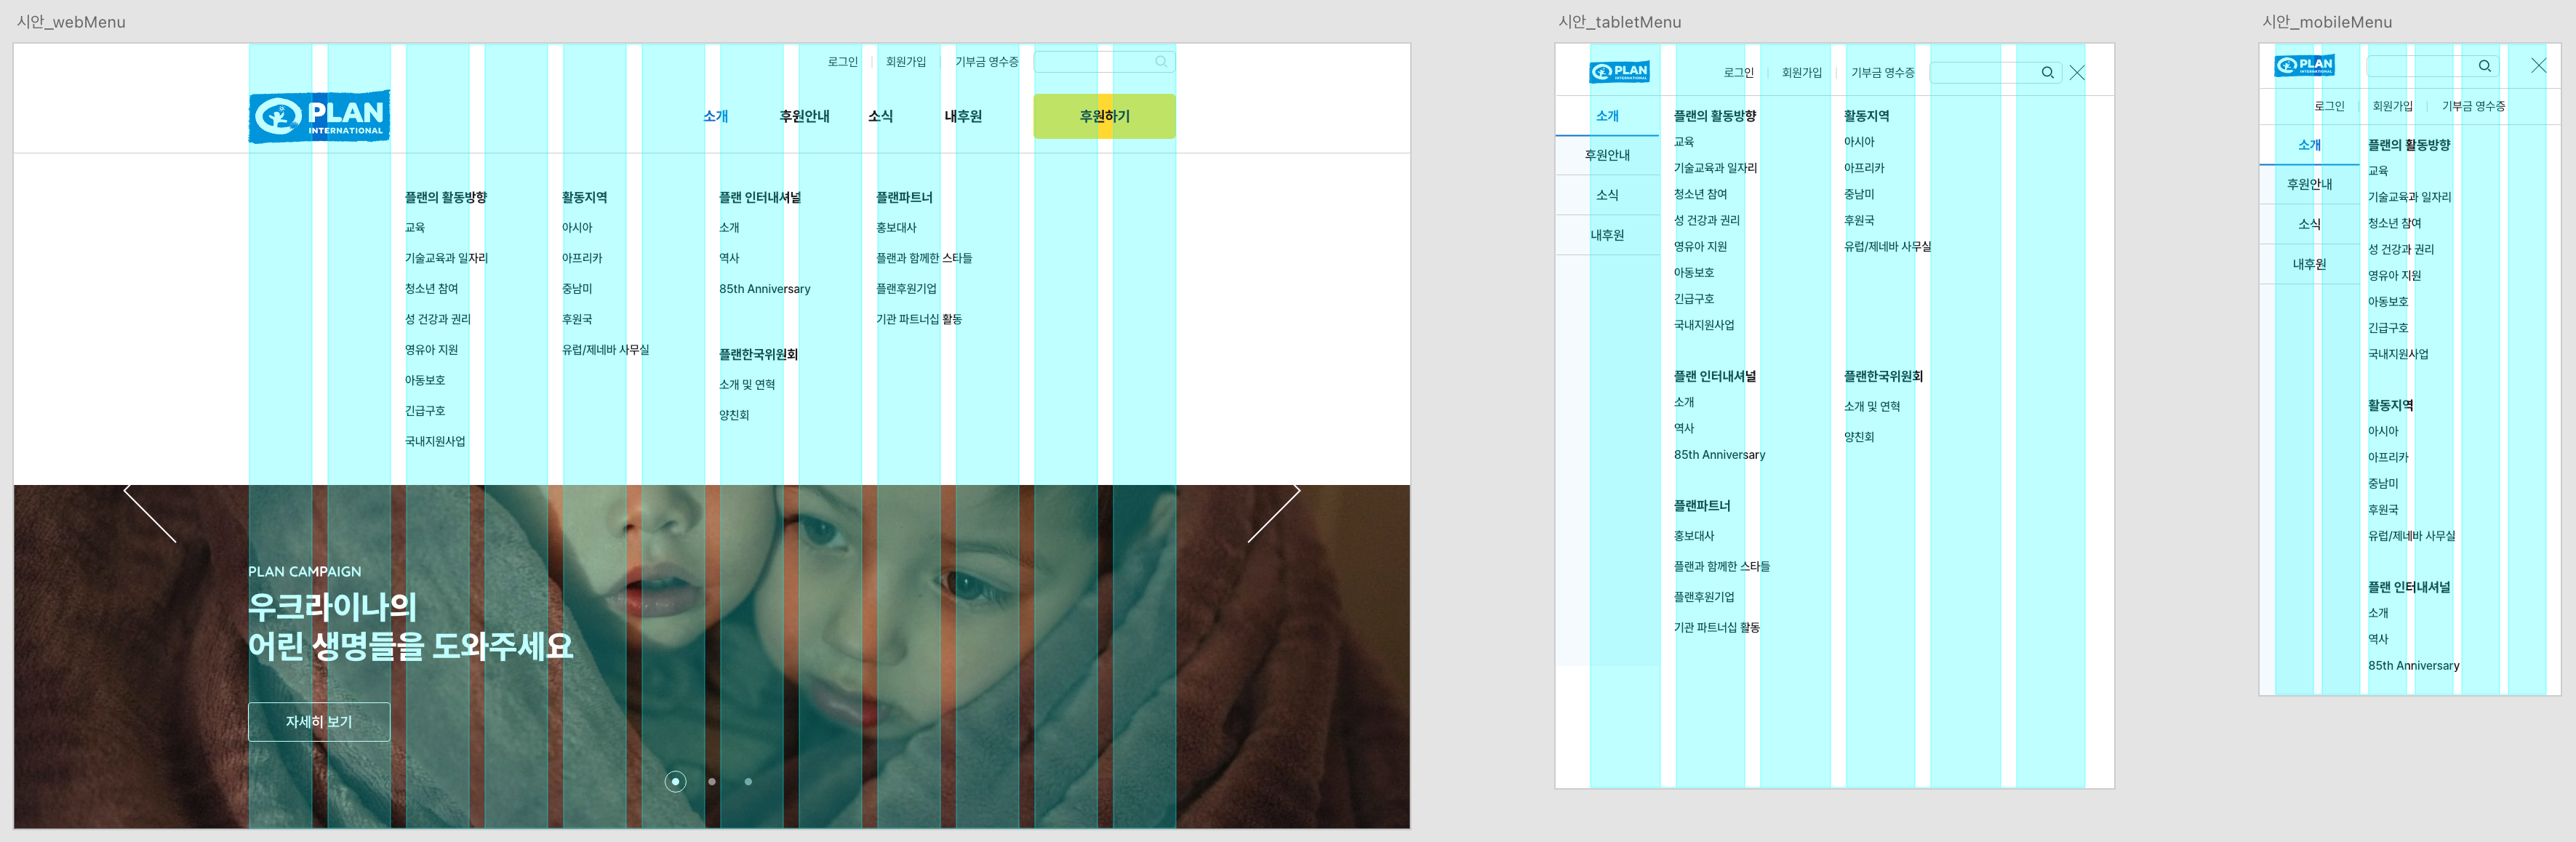 시안_webMenu
로그인
회원가입
기부금 영수증
PLAN
INTERNATIONAL
소개
후원안내
소식
내후원
후원하기
플랜의 활동방향
교육
기술교육과 일자리
청소년 참여
성 건강과 권리
영유아 지원
아동보호
긴급구호
국내지원사업
활동지역
아시아
아프리카
중남미
후원국
유럽/제네바 사무실
플랜 인터내셔널
소개
역사
85th Anniversary
플랜한국위원회
소개 및 연혁
양친회
플랜파트너
홍보대사
플랜과 함께한 스타들
플랜후원기업
기관 파트너십 활동
PLAN CAMPAIGN
우크라이나의
어린 생명들을 도와주세요
자세히 보기
시안_tabletMenu
PLAN
INTERNATIONAL
로그인
회원가입
기부금 영수증
소개
후원안내
소식
내후원
플랜의 활동방향
교육
기술교육과 일자리
청소년 참여
성 건강과 권리
영유아 지원
아동보호
긴급구호
국내지원사업
활동지역
아시아
아프리카
중남미
후원국
유럽/제네바 사무실
플랜 인터내셔널
소개
역사
85th Anniversary
플랜한국위원회
소개 및 연혁
양친회
플랜파트너
홍보대사
플랜과 함께한 스타들
플랜후원기업
기관 파트너십 활동
시안_mobileMenu
PLAN
INTERNATIONAL
로그인
회원가입
기부금 영수증
소개
후원안내
소식
내후원
플랜의 활동방향
교육
기술교육과 일자리
청소년 참여
성 건강과 권리
영유아 지원
아동보호
긴급구호
국내지원사업
활동지역
아시아
아프리카
중남미
후원국
유럽/제네바 사무실
플랜 인터내셔널
소개
역사
85th Anniversary